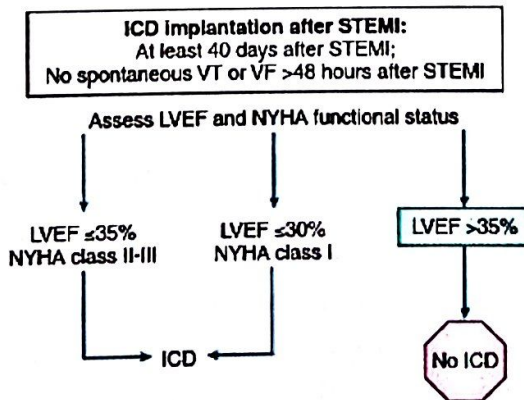 ICD implantation after STEMI:
At least 40 days after STEMI;
No spontaneous VT or VF >48 hours after STEMI
Assess LVEF and NYHA functional status
LVEF ≤35%
NYHA class II-III
LVEF ≤30%
NYHA class I
LVEF >35%
ICD
No ICD